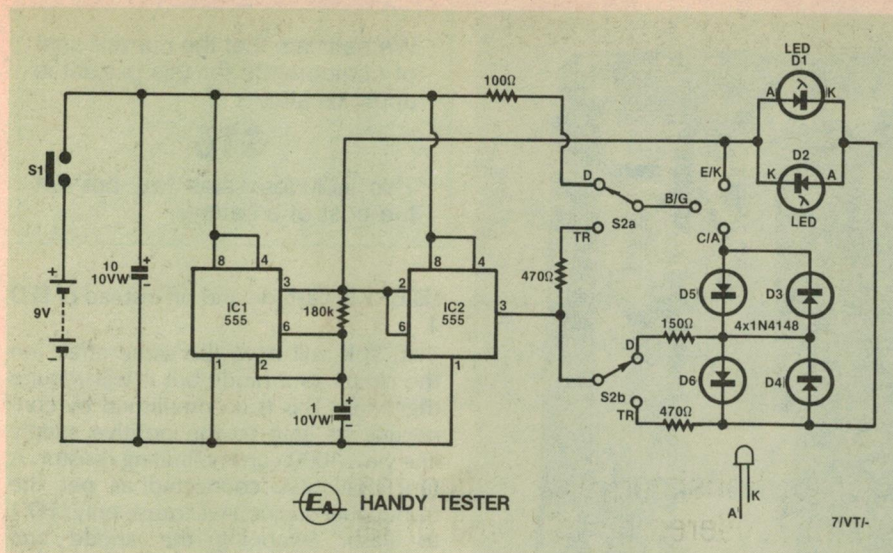 LED
D1
A K
D2
K A
LED
100Ω
S1
+
10
10VW
-
+
9V
-
8 4
3
IC1
555
6
1 2
180k
+
1
10VW
-
8 4
2
IC2
555
3
6
1
D
S2a
B/G
E/K
TR
C/A
470Ω
D5
D3
4x1N4148
D
150Ω
D6
D4
S2b
TR
470Ω
EA HANDY TESTER
A K
7/VT/-